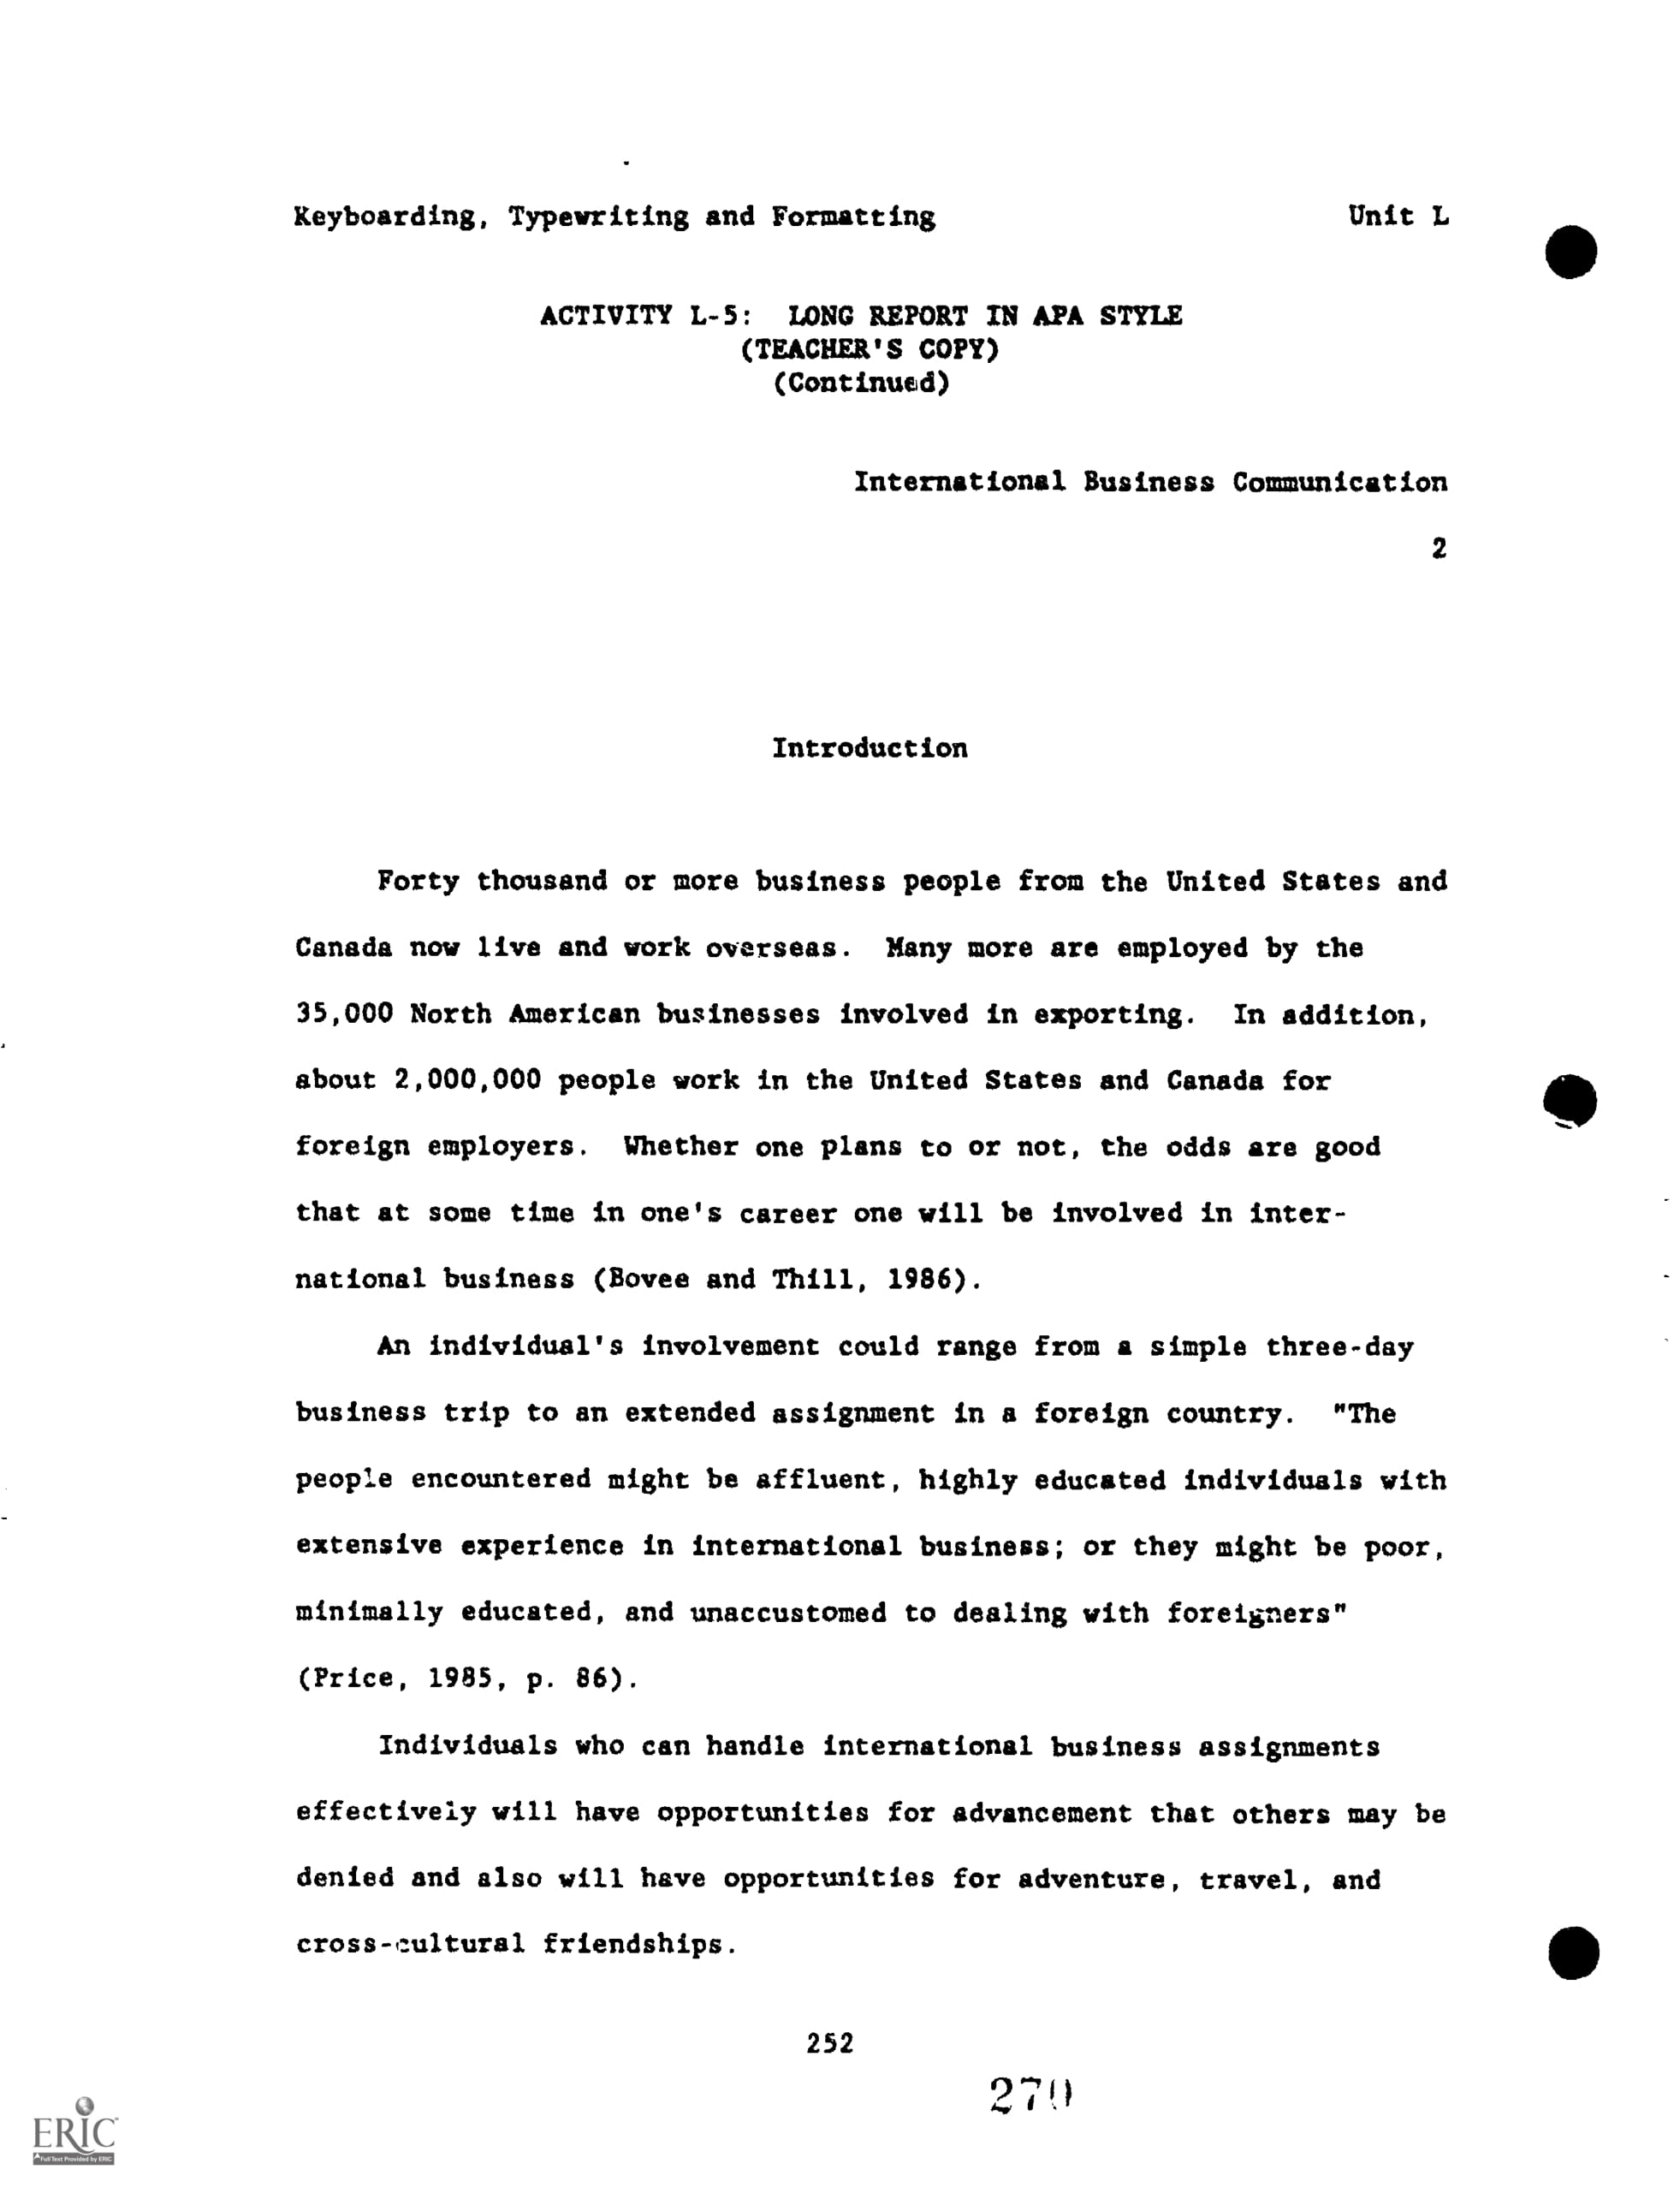 Keyboarding, Typewriting and Formatting Unit L
ACTIVITY L-5: LONG REPORT IN APA STYLE
(TEACHER'S COPY)
(Continued)
International Business Communication
2
Introduction
Forty thousand or more business people from the United States and
Canada now live and work overseas. Many more are employed by the
35,000 North American businesses involved in exporting. In addition,
about 2,000,000 people work in the United States and Canada for
foreign employers. Whether one plans to or not, the odds are good
that at some time in one's career one will be involved in inter-
national business (Bovee and Thill, 1986).
An individual's involvement could range from a simple three-day
business trip to an extended assignment in a foreign country. "The
people encountered might be affluent, highly educated individuals with
extensive experience in international business; or they might be poor,
minimally educated, and unaccustomed to dealing with foreigners"
(Price, 1985, p. 86).
Individuals who can handle international business assignments
effectively will have opportunities for advancement that others may be
denied and also will have opportunities for adventure, travel, and
cross-cultural friendships.
252
270
ERIC
Full Text Provided by ERIC